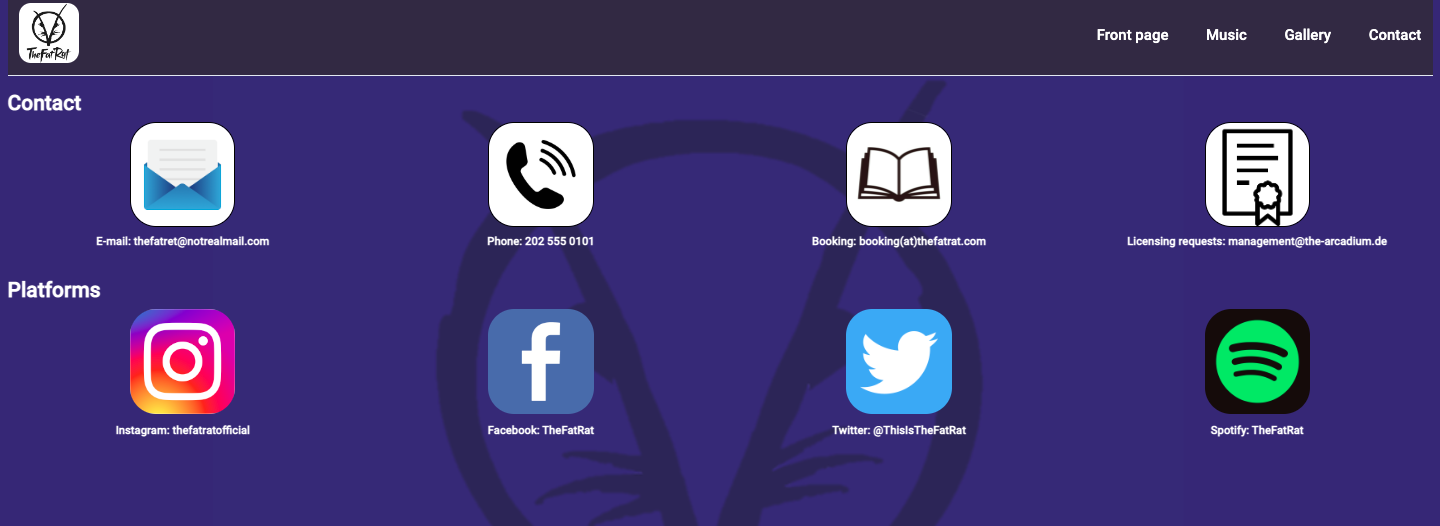 TheFatRat
Front page
Music
Gallery
Contact
Contact
E-mail: thefatret@notrealmail.com
Phone: 202 555 0101
Booking: booking(at)thefatrat.com
Licensing requests: management@the-arcadium.de
Platforms
Instagram: thefatratofficial
Facebook: TheFatRat
Twitter: @ThisIsTheFatRat
Spotify: TheFatRat